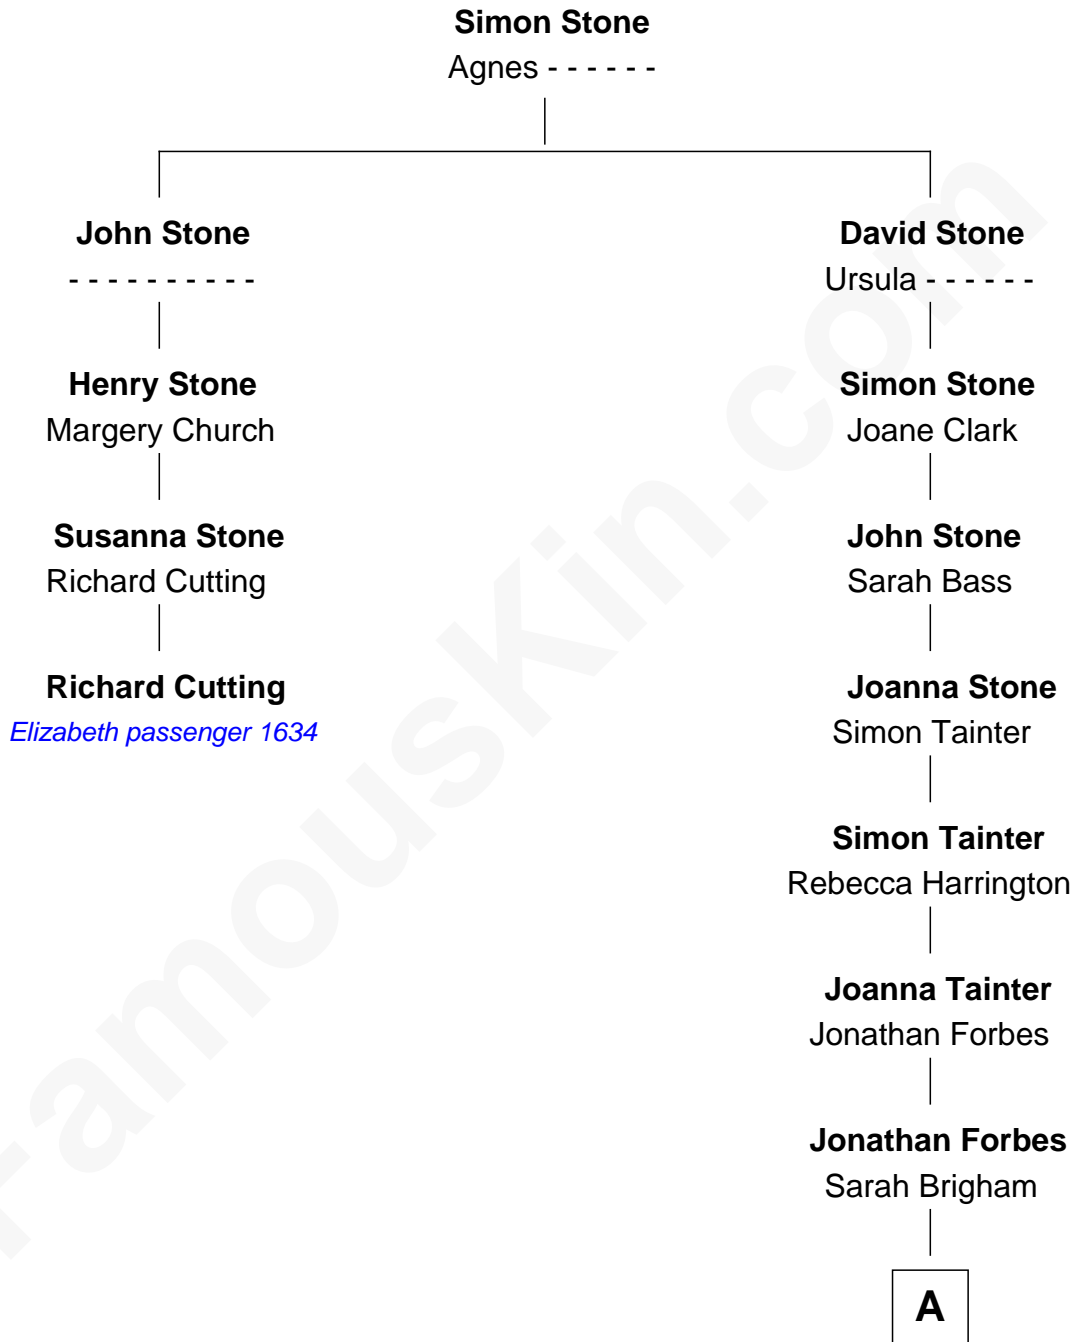 Simon Stone
Agnes - - - - - -
John Stone
- - - - - - - - - -
David Stone
Ursula - - - - - -
Henry Stone
Margery Church
Simon Stone
Joane Clark
Susanna Stone
Richard Cutting
John Stone
Sarah Bass
Richard Cutting
Elizabeth passenger 1634
Joanna Stone
Simon Tainter
Simon Tainter
Rebecca Harrington
Joanna Tainter
Jonathan Forbes
Jonathan Forbes
Sarah Brigham
A
FamousKin.com